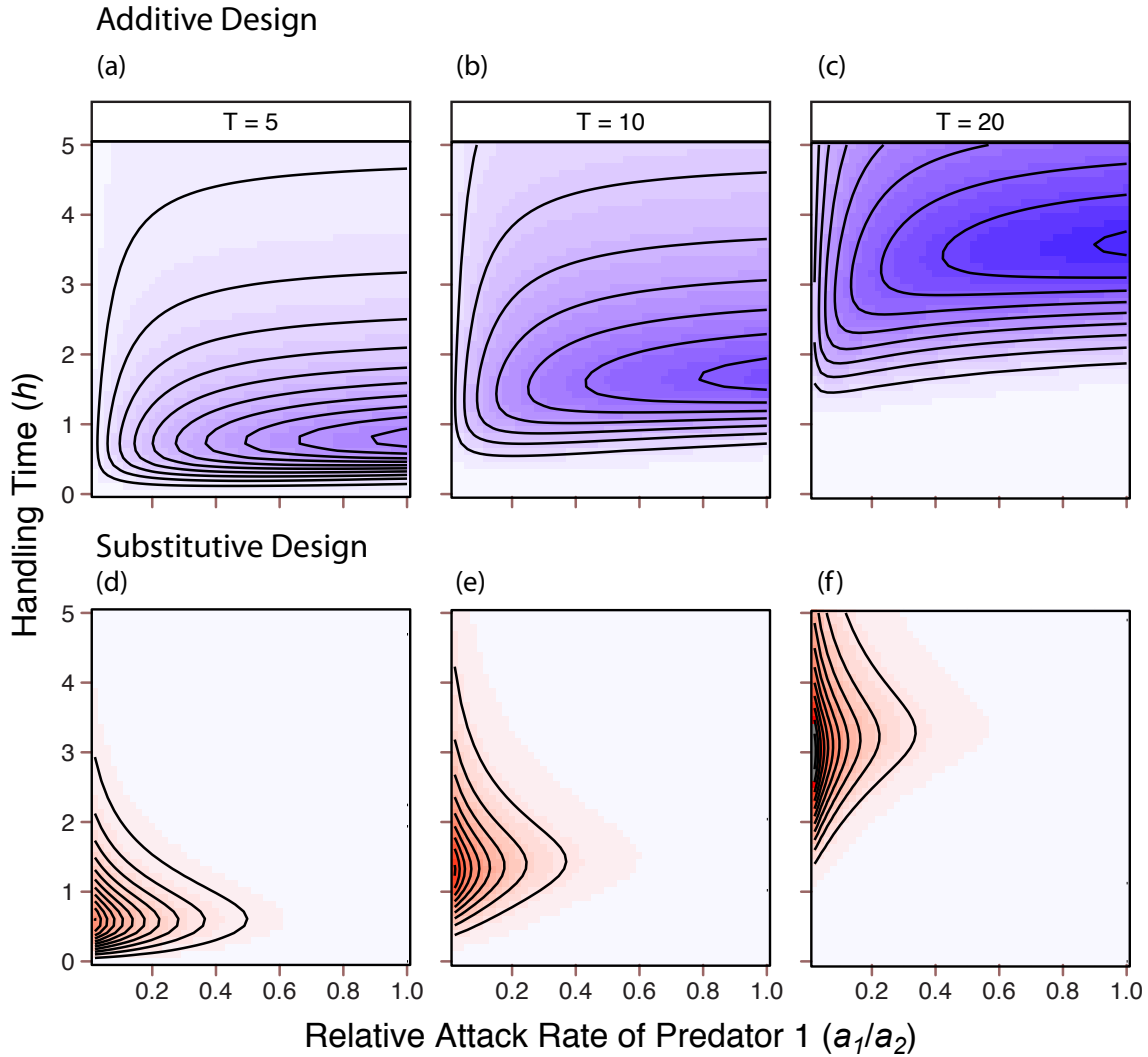 Additive Design
(a) (b) (c)
T = 5 T = 10 T = 20
5
4
3
2
1
0
Handling Time (h)
Substitutive Design
(d) (e) (f)
5
4
3
2
1
0
0.2 0.4 0.6 0.8 1.0 0.2 0.4 0.6 0.8 1.0 0.2 0.4 0.6 0.8 1.0
Relative Attack Rate of Predator 1 (a1/a2)